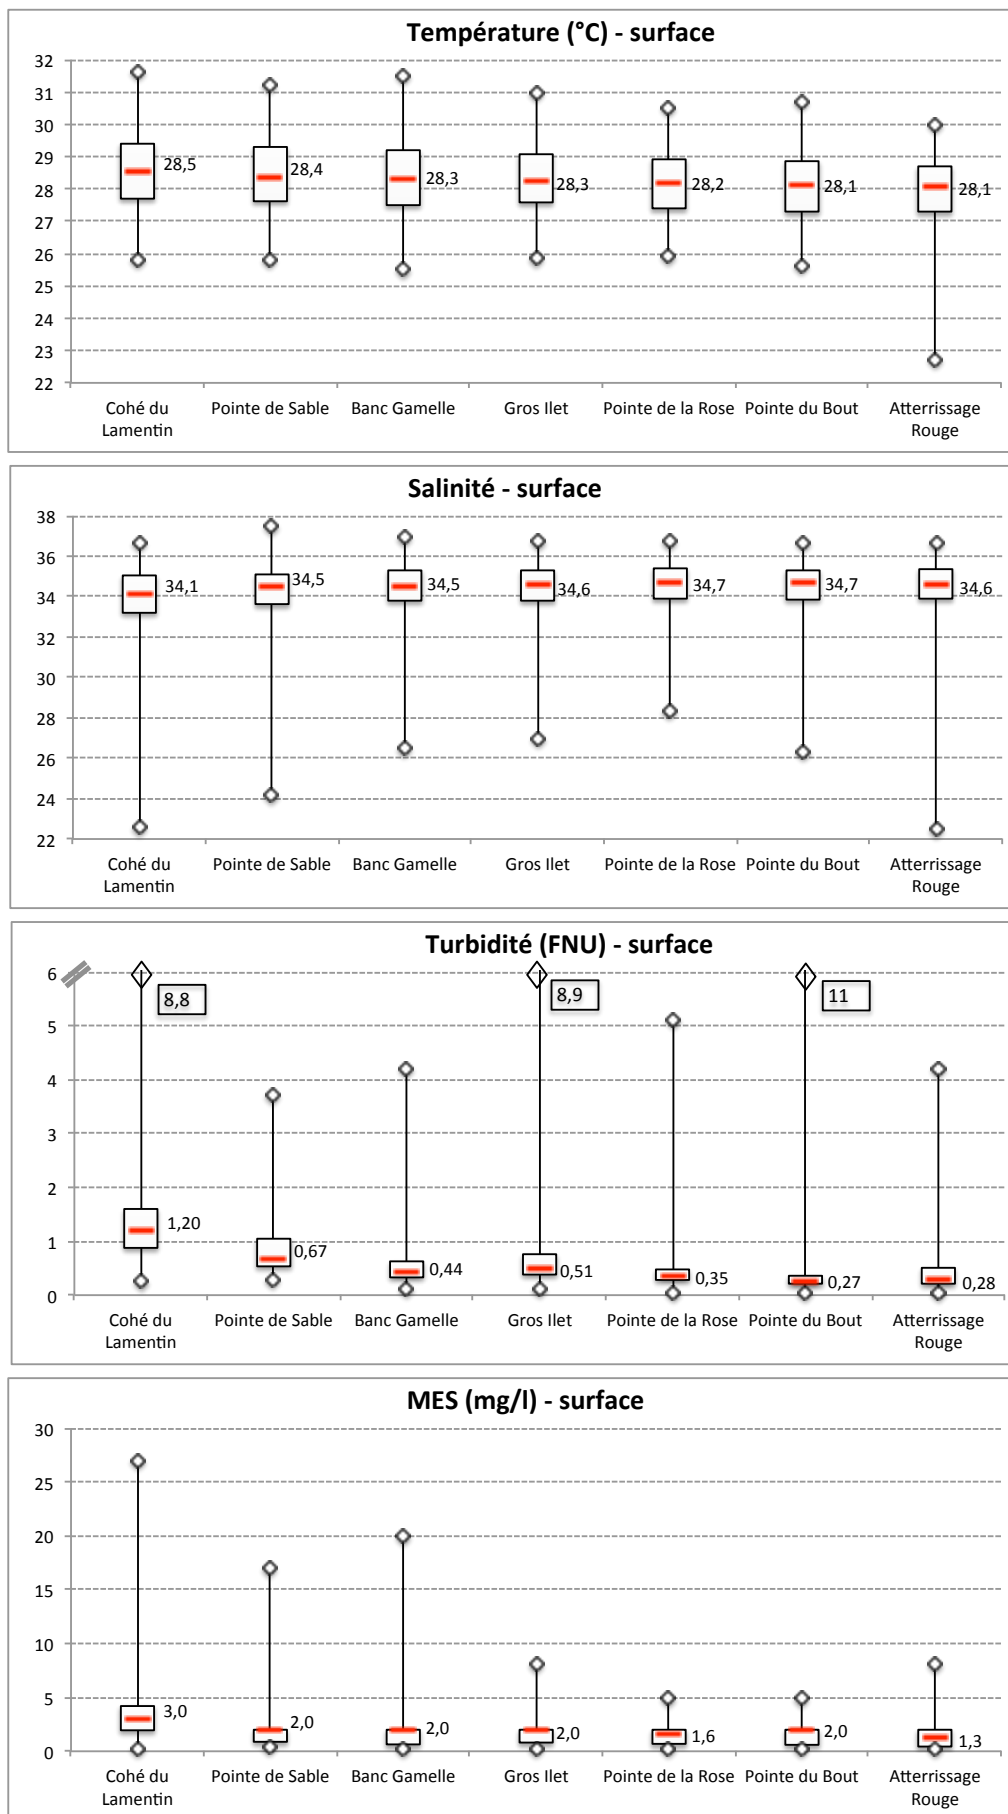 Température (°C) - surface
32
31
30
29
28
27
26
25
24
23
22
28,5
28,4
28,3
28,3
28,2
28,1
28,1
Cohé du Lamentin
Pointe de Sable
Banc Gamelle
Gros Ilet
Pointe de la Rose
Pointe du Bout
Atterrissage Rouge
Salinité - surface
38
36
34
32
30
28
26
24
22
34,1
34,5
34,5
34,6
34,7
34,7
34,6
Cohé du Lamentin
Pointe de Sable
Banc Gamelle
Gros Ilet
Pointe de la Rose
Pointe du Bout
Atterrissage Rouge
Turbidité (FNU) - surface
6
5
4
3
2
1
0
8,8
8,9
11
1,20
0,67
0,44
0,51
0,35
0,27
0,28
Cohé du Lamentin
Pointe de Sable
Banc Gamelle
Gros Ilet
Pointe de la Rose
Pointe du Bout
Atterrissage Rouge
MES (mg/l) - surface
30
25
20
15
10
5
0
3,0
2,0
2,0
2,0
1,6
2,0
1,3
Cohé du Lamentin
Pointe de Sable
Banc Gamelle
Gros Ilet
Pointe de la Rose
Pointe du Bout
Atterrissage Rouge